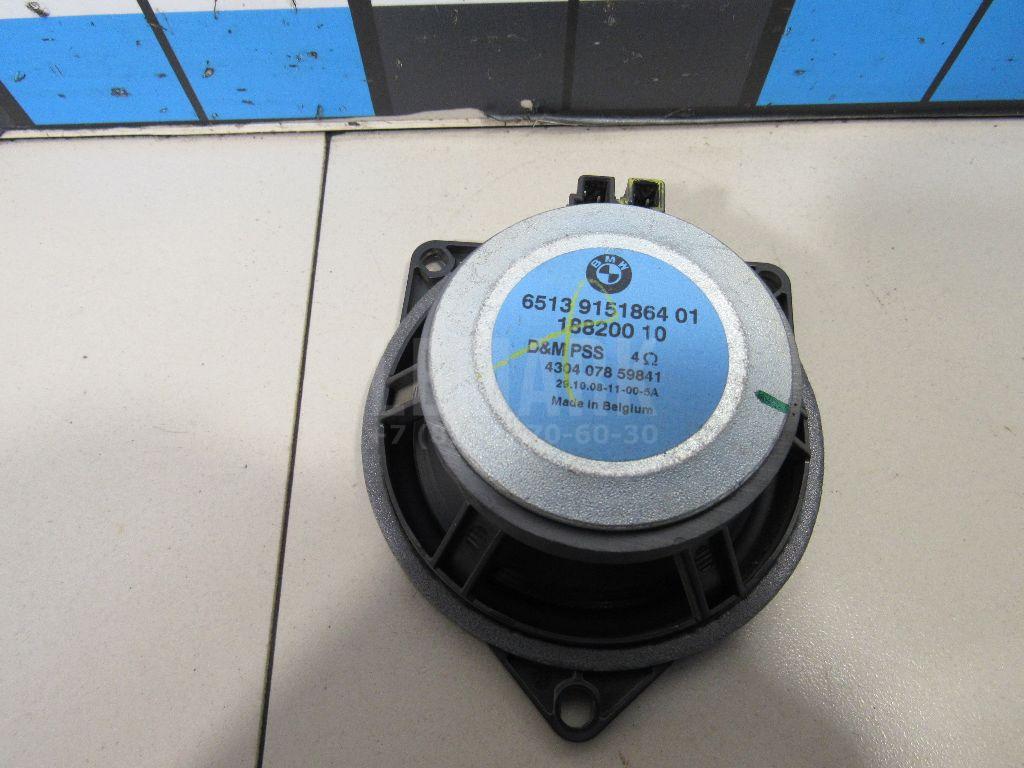 BMW
6513 9151864 01
188200 10
D&M PSS 4Ω
4304 078 59841
29.10.08-11-00-5A
Made in Belgium